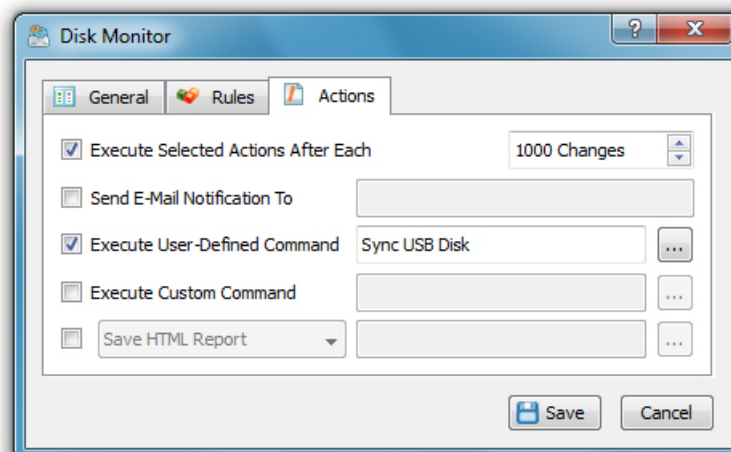 Disk Monitor
General Rules Actions
Execute Selected Actions After Each 1000 Changes
Send E-Mail Notification To
Execute User-Defined Command Sync USB Disk ...
Execute Custom Command ...
Save HTML Report ...
Save Cancel